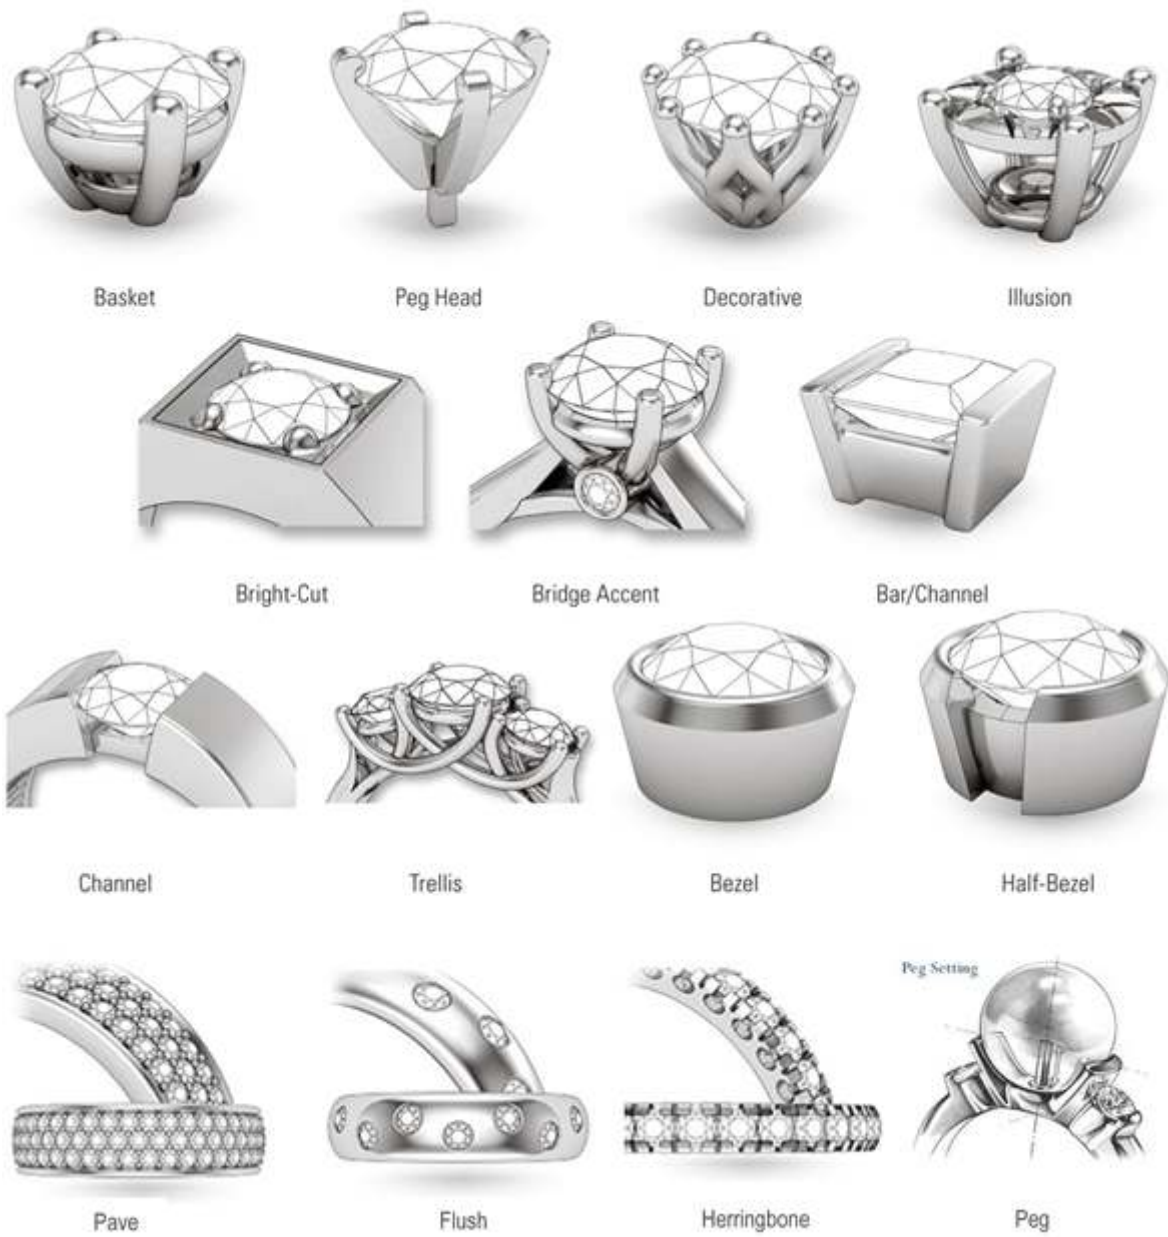 Basket
Peg Head
Decorative
Illusion
Bright-Cut
Bridge Accent
Bar/Channel
Channel
Trellis
Bezel
Half-Bezel
Peg Setting
Pave
Flush
Herringbone
Peg